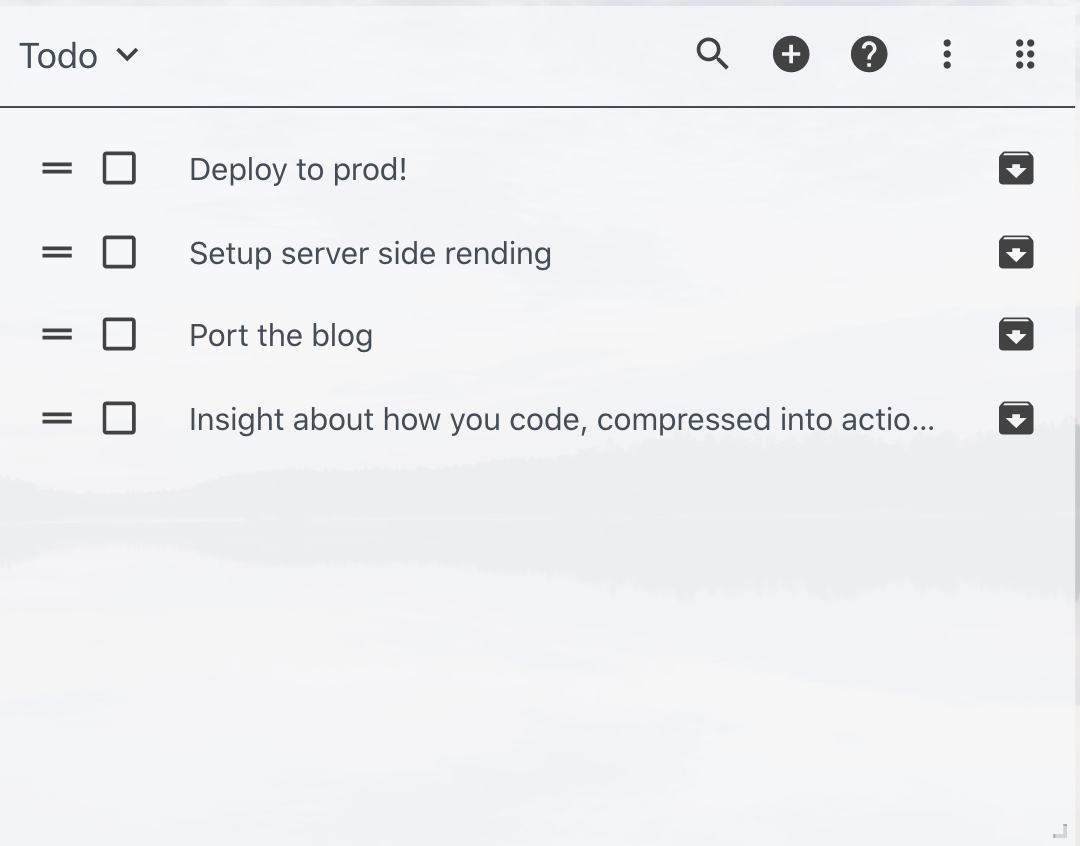 Todo
Deploy to prod!
Setup server side rending
Port the blog
Insight about how you code, compressed into actio...